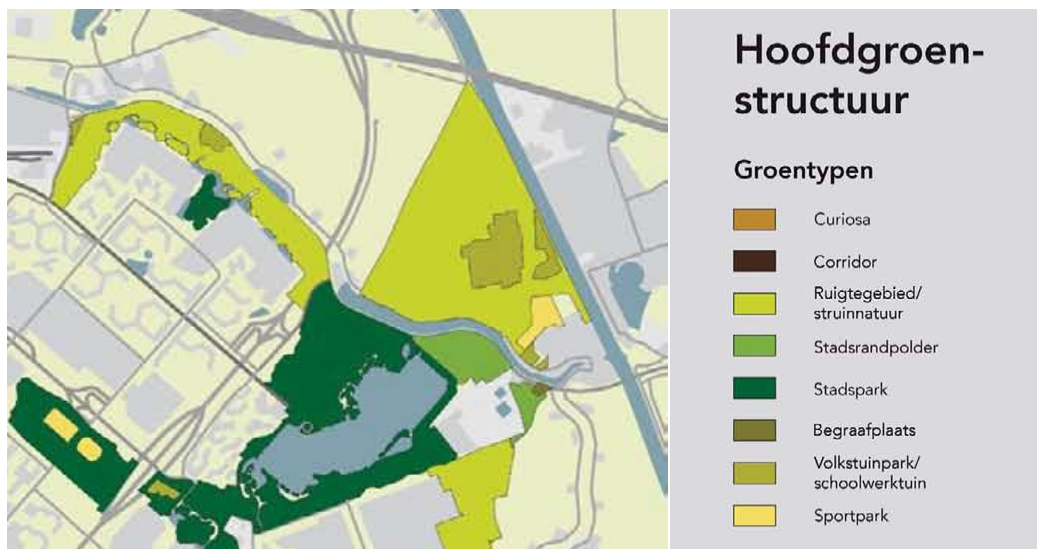 Hoofdgroen-
structuur
Groentypen
Curiosa
Corridor
Ruigtegebied/
struinnatuur
Stadsrandpolder
Stadspark
Begraafplaats
Volkstuinpark/
schoolwerktuin
Sportpark